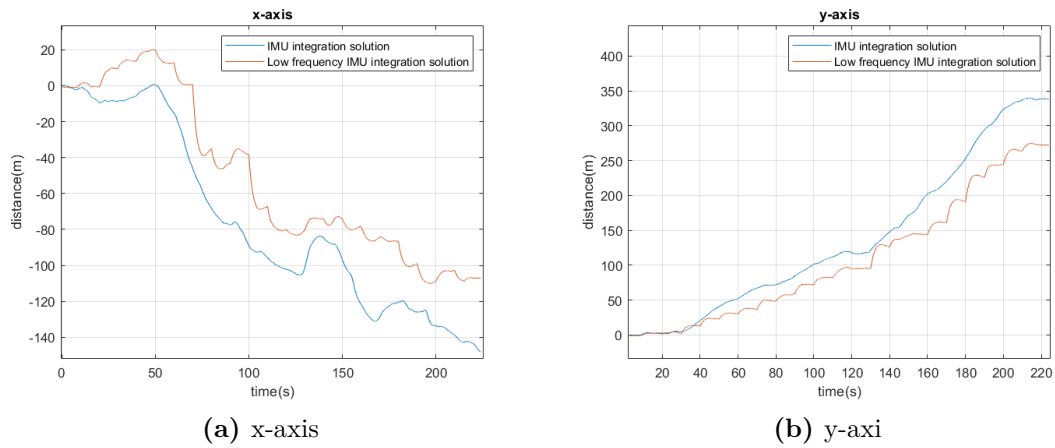 x-axis
IMU integration solution
Low frequency IMU integration solution
20
0
-20
-40
-60
-80
-100
-120
-140
distance(m)
0 50 100 150 200
time(s)
(a) x-axis
y-axis
IMU integration solution
Low frequency IMU integration solution
400
350
300
250
200
150
100
50
0
distance(m)
20 40 60 80 100 120 140 160 180 200 220
time(s)
(b) y-axi